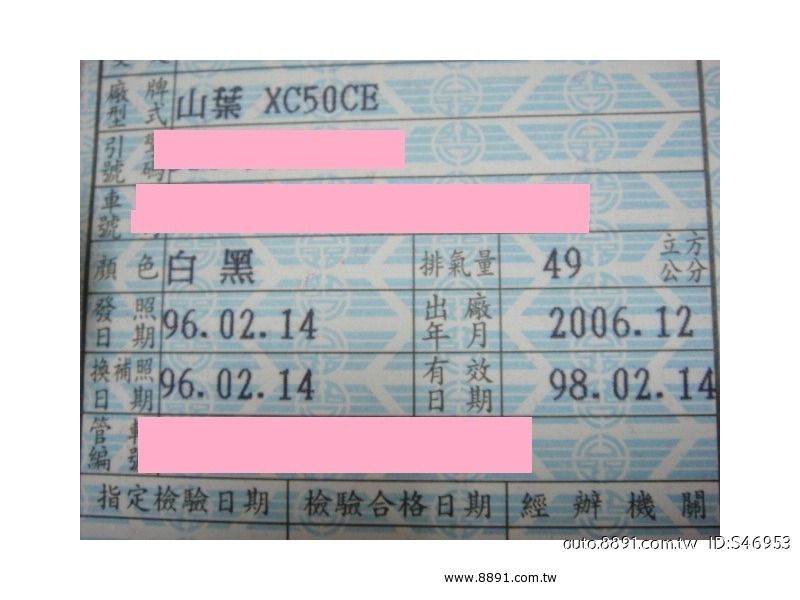 廠牌
型式 山葉 XC50CE
引
號碼
車
號
顏色 白黑 排氣量 49 立方
公分
發照
日期 96.02.14 出廠
年月 2006.12
換補照
日期 96.02.14 有效
日期 98.02.14
管
編號
指定檢驗日期 檢驗合格日期 經辦機關
auto.8891.com.tw ID:S46953
www.8891.com.tw